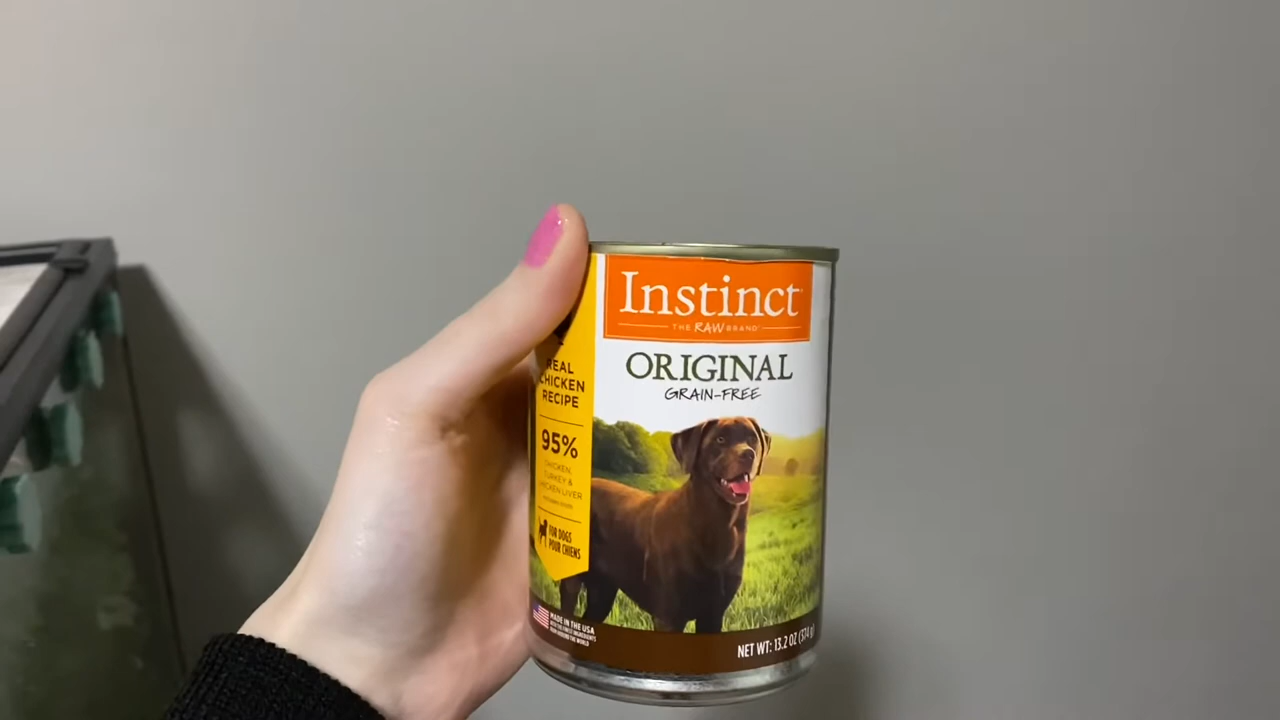 Instinct
THE RAW BRAND
ORIGINAL
GRAIN-FREE
REAL
CHICKEN
RECIPE
95%
CHICKEN,
TURKEY &
CHICKEN LIVER
FOR DOGS
POUR CHIENS
MADE IN THE USA
NET WT: 13.2 OZ (374 g)